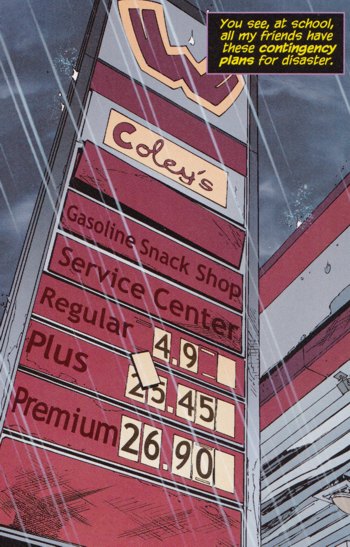 You see, at school,
all my friends have
these contingency
plans for disaster.
W
Coley's
Gasoline Snack Shop
Service Center
Regular 4.9
Plus 25.45
Premium 26.90